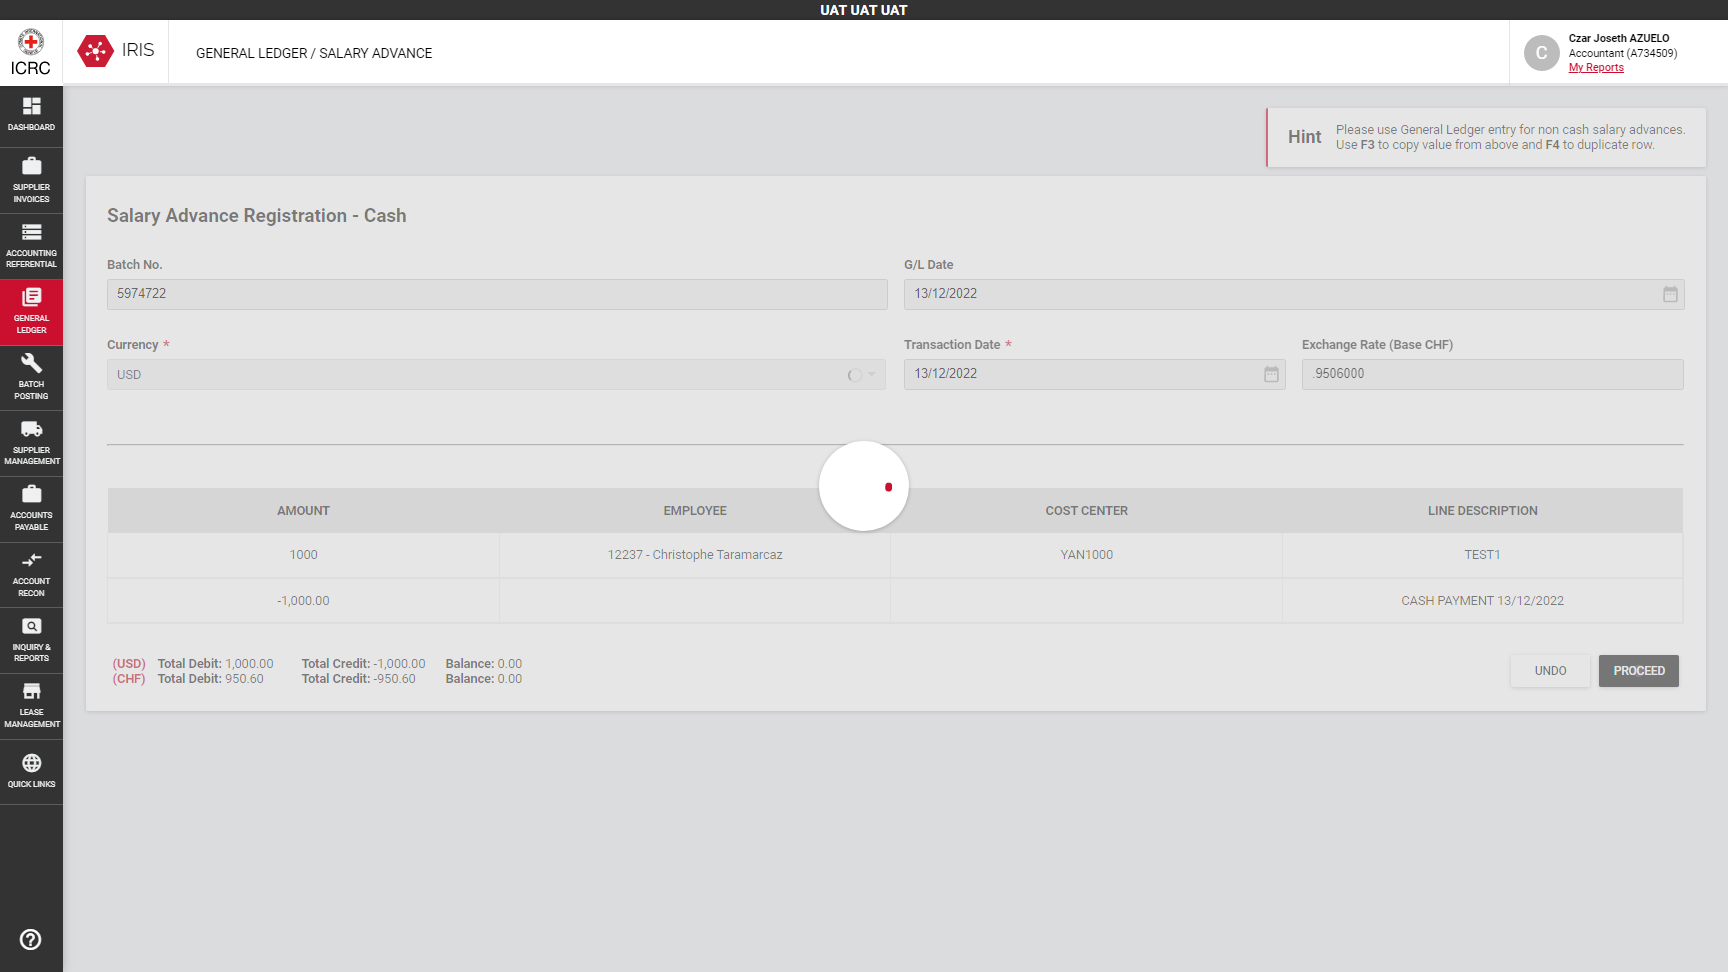 UAT UAT UAT
ICRC
IRIS
GENERAL LEDGER / SALARY ADVANCE
C
Czar Joseth AZUELO
Accountant (A734509)
My Reports
DASHBOARD
SUPPLIER
INVOICES
ACCOUNTING
REFERENTIAL
GENERAL
LEDGER
BATCH
POSTING
SUPPLIER
MANAGEMENT
ACCOUNTS
PAYABLE
ACCOUNT
RECON
INQUIRY &
REPORTS
LEASE
MANAGEMENT
QUICK LINKS
Hint
Please use General Ledger entry for non cash salary advances.
Use F3 to copy value from above and F4 to duplicate row.
Salary Advance Registration - Cash
Batch No.
5974722
G/L Date
13/12/2022
Currency *
USD
Transaction Date *
13/12/2022
Exchange Rate (Base CHF)
.9506000
AMOUNT EMPLOYEE COST CENTER LINE DESCRIPTION
1000 12237 - Christophe Taramarcaz YAN1000 TEST1
-1,000.00 CASH PAYMENT 13/12/2022
(USD) Total Debit: 1,000.00 Total Credit: -1,000.00 Balance: 0.00
(CHF) Total Debit: 950.60 Total Credit: -950.60 Balance: 0.00
UNDO
PROCEED